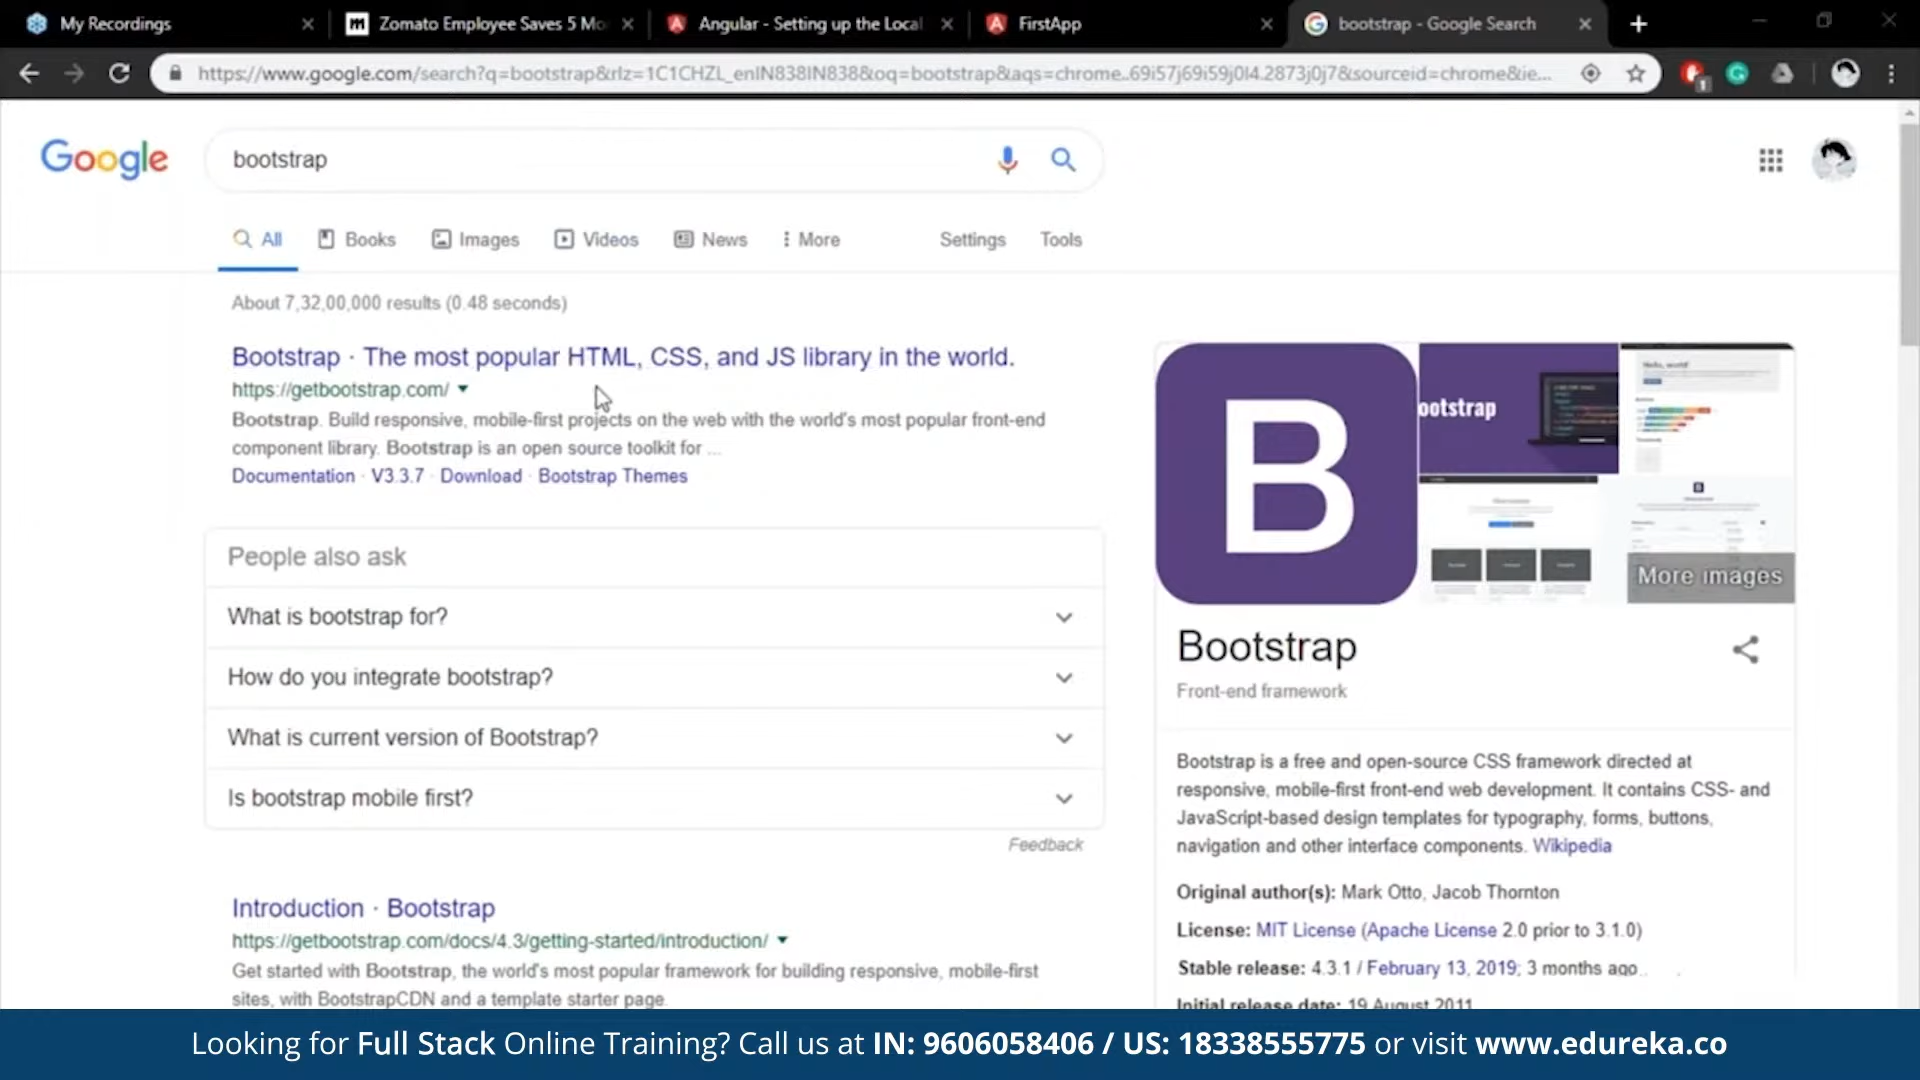 My Recordings
Zomato Employee Saves 5 Mo
Angular - Setting up the Local
FirstApp
bootstrap - Google Search
https://www.google.com/search?q=bootstrap&rlz=1C1CHZL_enIN838IN838&oq=bootstrap&aqs=chrome..69i57j69i59j0l4.2873j0j7&sourceid=chrome&ie...
1
Google
bootstrap
All
Books
Images
Videos
News
More
Settings
Tools
About 7,32,00,000 results (0.48 seconds)
Bootstrap · The most popular HTML, CSS, and JS library in the world.
https://getbootstrap.com/
Bootstrap. Build responsive, mobile-first projects on the web with the world's most popular front-end
component library. Bootstrap is an open source toolkit for ...
Documentation · V3.3.7 · Download · Bootstrap Themes
People also ask
What is bootstrap for?
How do you integrate bootstrap?
What is current version of Bootstrap?
Is bootstrap mobile first?
Feedback
Introduction · Bootstrap
https://getbootstrap.com/docs/4.3/getting-started/introduction/
Get started with Bootstrap, the world's most popular framework for building responsive, mobile-first
sites, with BootstrapCDN and a template starter page.
B
ootstrap
Hello, world!
More images
Bootstrap
Front-end framework
Bootstrap is a free and open-source CSS framework directed at
responsive, mobile-first front-end web development. It contains CSS- and
JavaScript-based design templates for typography, forms, buttons,
navigation and other interface components. Wikipedia
Original author(s): Mark Otto, Jacob Thornton
License: MIT License (Apache License 2.0 prior to 3.1.0)
Stable release: 4.3.1 / February 13, 2019; 3 months ago
Initial release date: 19 August 2011
Looking for Full Stack Online Training? Call us at IN: 9606058406 / US: 18338555775 or visit www.edureka.co